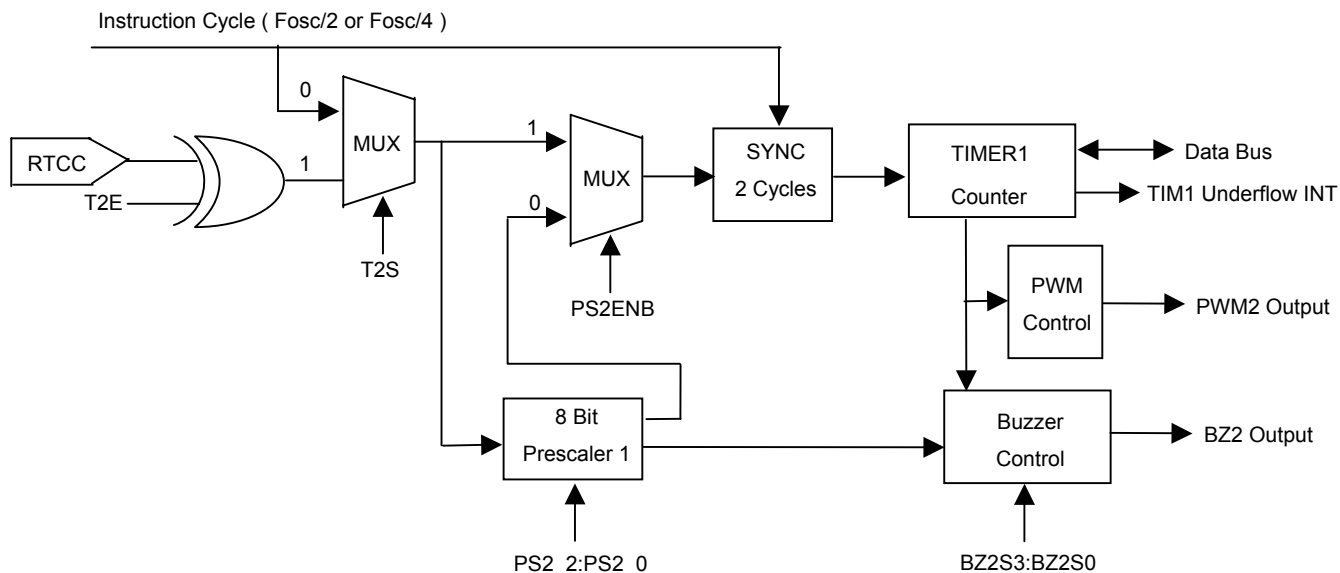 Instruction Cycle ( Fosc/2 or Fosc/4 )
0
MUX
1
RTCC
T2E
T2S
1
MUX
0
PS2ENB
SYNC
2 Cycles
TIMER1
Counter
Data Bus
TIM1 Underflow INT
PWM
Control
PWM2 Output
8 Bit
Prescaler 1
Buzzer
Control
BZ2 Output
PS2 2:PS2 0
BZ2S3:BZ2S0